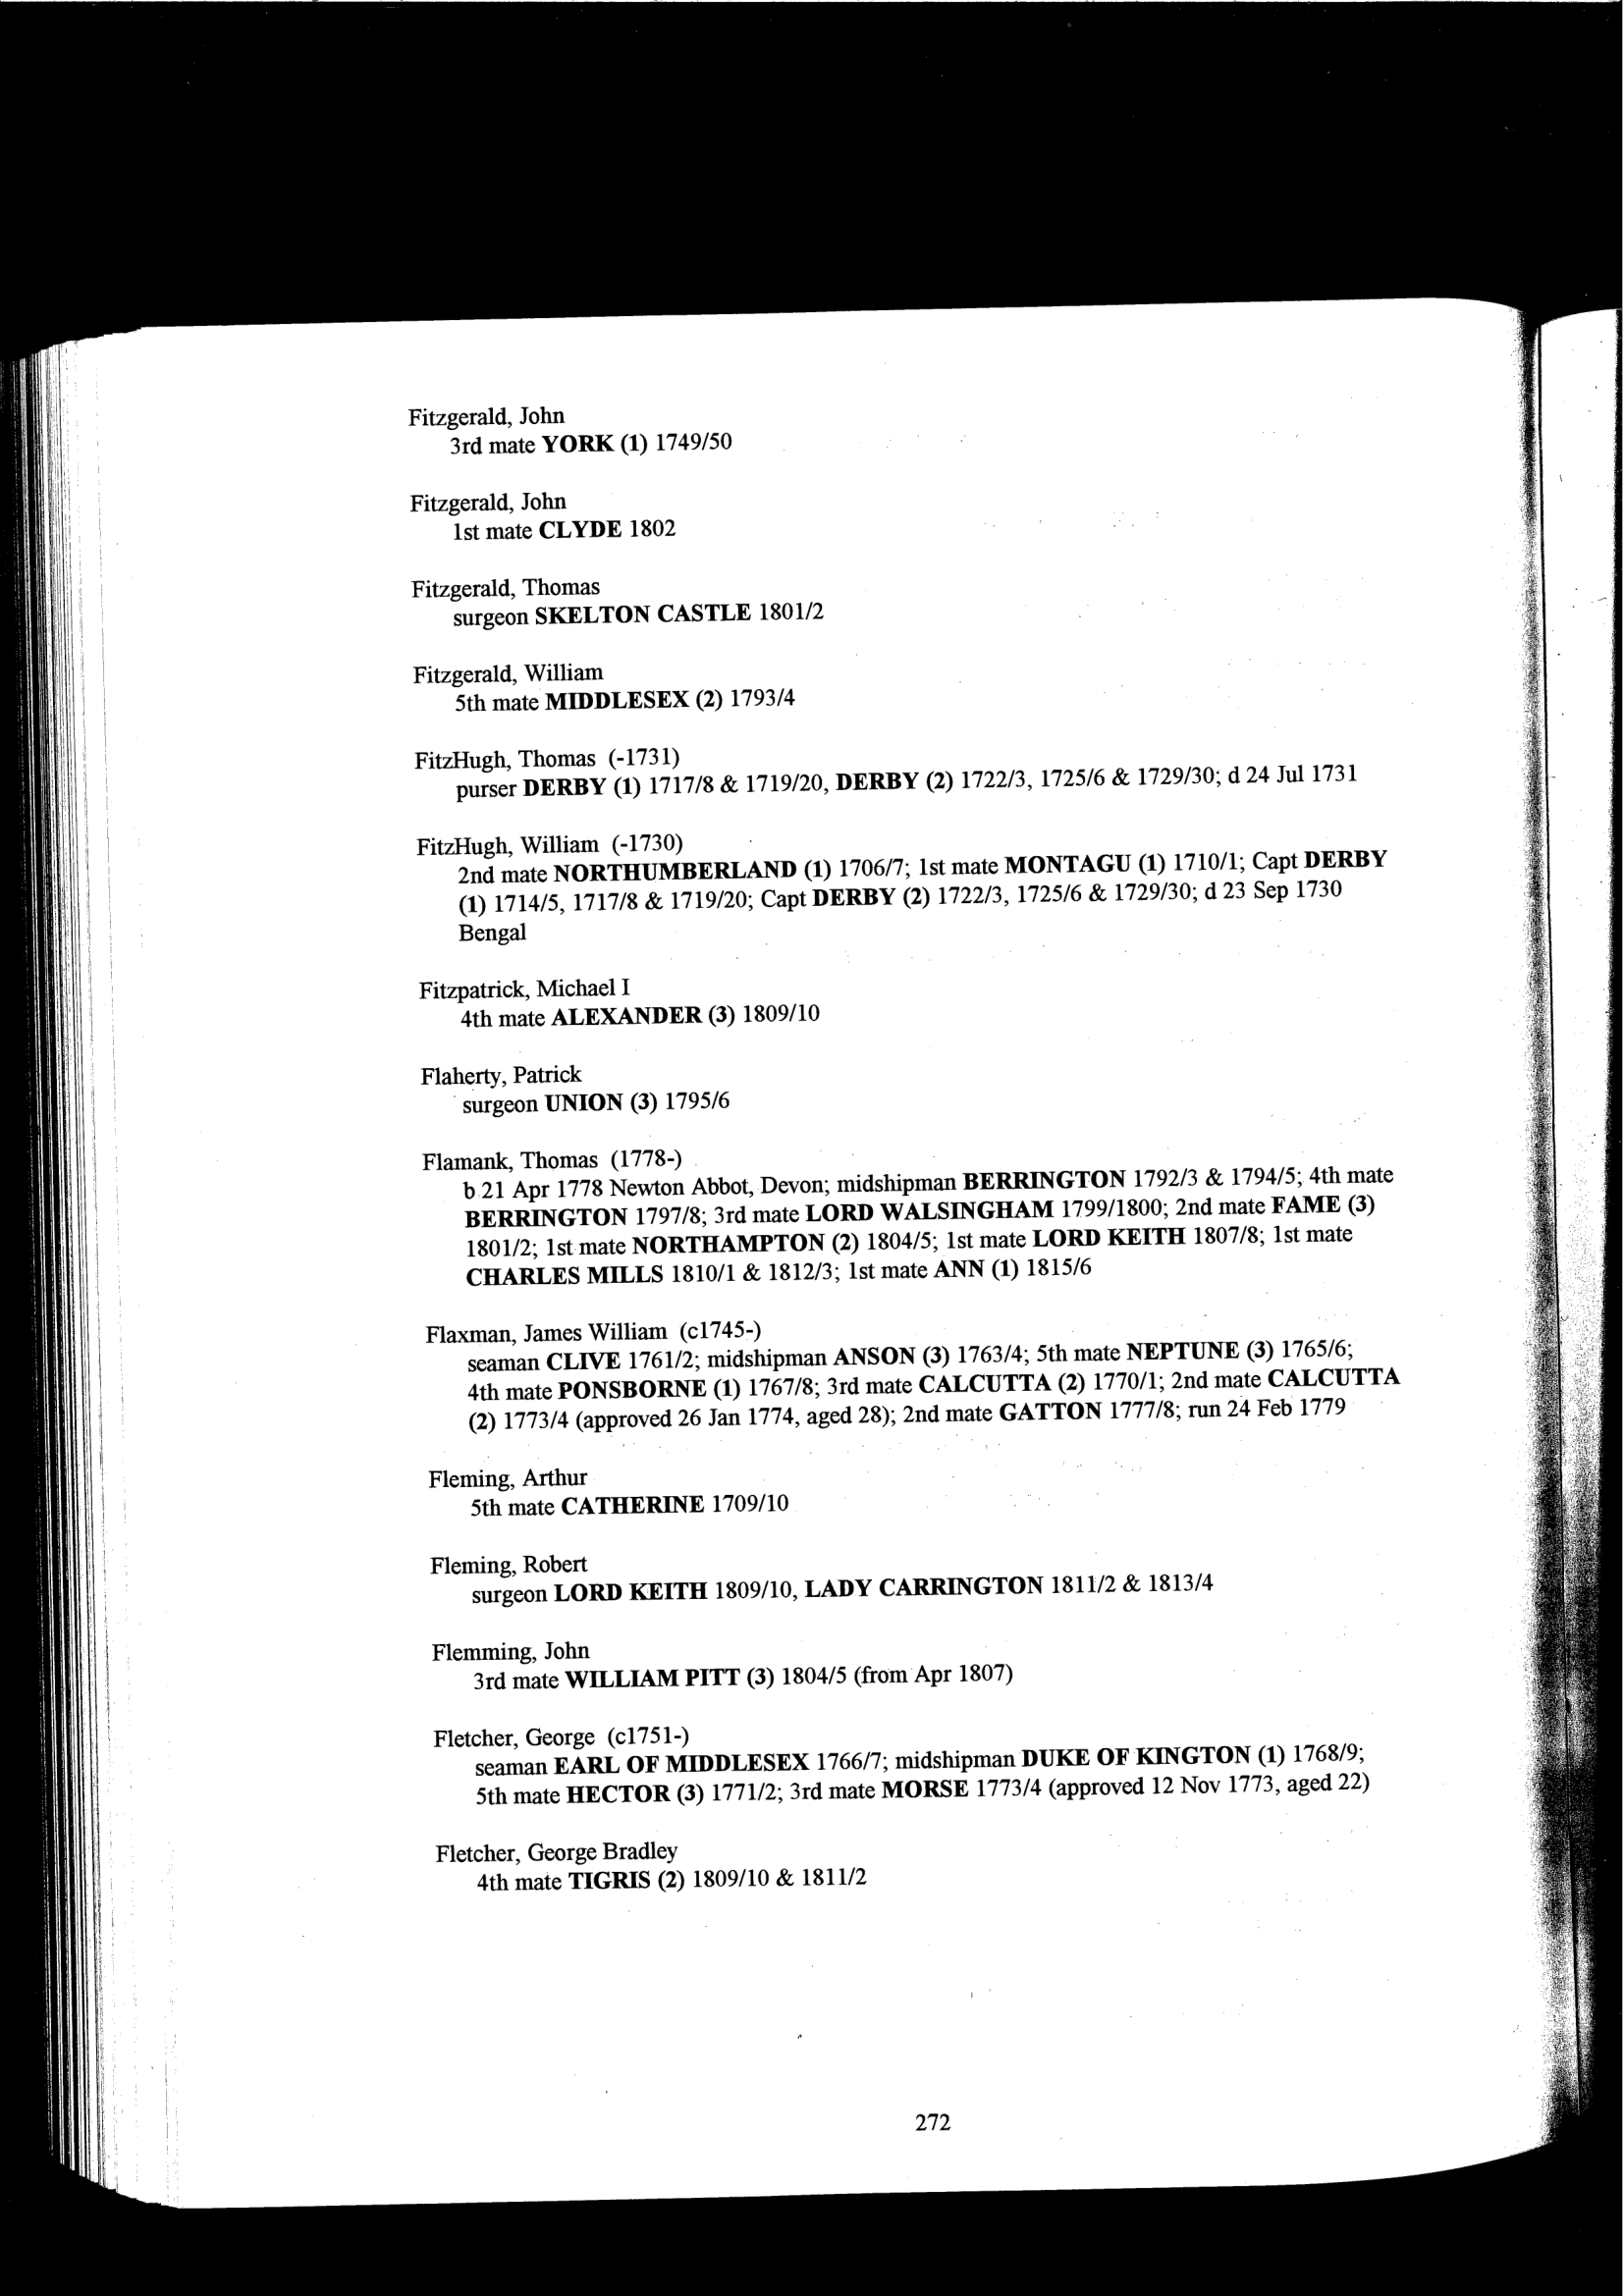 Fitzgerald, John
3rd mate YORK (1) 1749/50
Fitzgerald, John
1st mate CLYDE 1802
Fitzgerald, Thomas
surgeon SKELTON CASTLE 1801/2
Fitzgerald, William
5th mate MIDDLESEX (2) 1793/4
FitzHugh, Thomas (-1731)
purser DERBY (1) 1717/8 & 1719/20, DERBY (2) 1722/3, 1725/6 & 1729/30; d 24 Jul 1731
FitzHugh, William (-1730)
2nd mate NORTHUMBERLAND (1) 1706/7; 1st mate MONTAGU (1) 1710/1; Capt DERBY
(1) 1714/5, 1717/8 & 1719/20; Capt DERBY (2) 1722/3, 1725/6 & 1729/30; d 23 Sep 1730
Bengal
Fitzpatrick, Michael I
4th mate ALEXANDER (3) 1809/10
Flaherty, Patrick
surgeon UNION (3) 1795/6
Flamank, Thomas (1778-)
b 21 Apr 1778 Newton Abbot, Devon; midshipman BERRINGTON 1792/3 & 1794/5; 4th mate
BERRINGTON 1797/8; 3rd mate LORD WALSINGHAM 1799/1800; 2nd mate FAME (3)
1801/2; 1st mate NORTHAMPTON (2) 1804/5; 1st mate LORD KEITH 1807/8; 1st mate
CHARLES MILLS 1810/1 & 1812/3; 1st mate ANN (1) 1815/6
Flaxman, James William (c1745-)
seaman CLIVE 1761/2; midshipman ANSON (3) 1763/4; 5th mate NEPTUNE (3) 1765/6;
4th mate PONSBORNE (1) 1767/8; 3rd mate CALCUTTA (2) 1770/1; 2nd mate CALCUTTA
(2) 1773/4 (approved 26 Jan 1774, aged 28); 2nd mate GATTON 1777/8; run 24 Feb 1779
Fleming, Arthur
5th mate CATHERINE 1709/10
Fleming, Robert
surgeon LORD KEITH 1809/10, LADY CARRINGTON 1811/2 & 1813/4
Flemming, John
3rd mate WILLIAM PITT (3) 1804/5 (from Apr 1807)
Fletcher, George (c1751-)
seaman EARL OF MIDDLESEX 1766/7; midshipman DUKE OF KINGTON (1) 1768/9;
5th mate HECTOR (3) 1771/2; 3rd mate MORSE 1773/4 (approved 12 Nov 1773, aged 22)
Fletcher, George Bradley
4th mate TIGRIS (2) 1809/10 & 1811/2
272